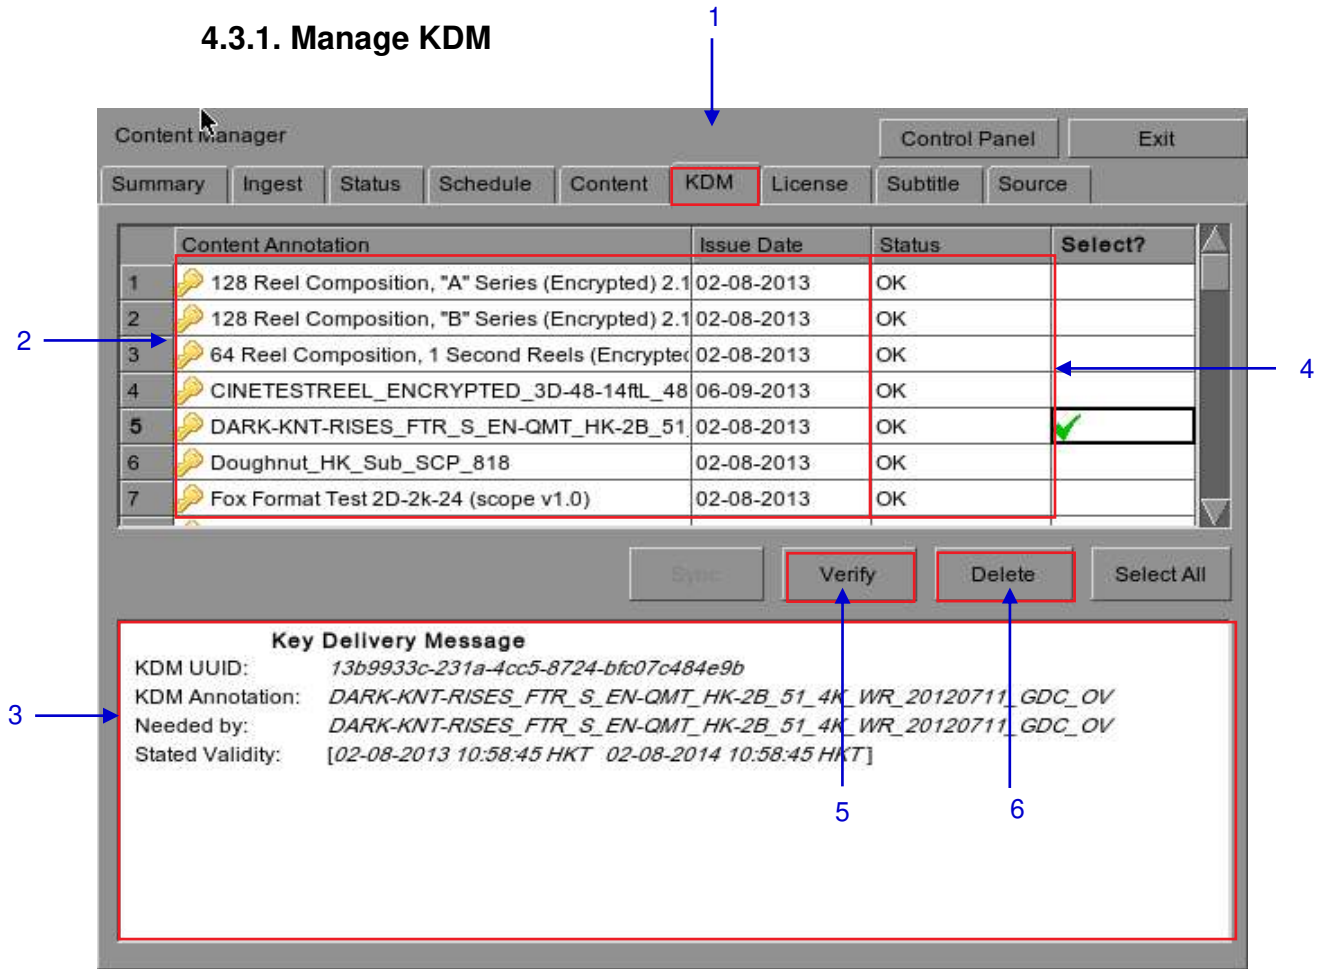 1
4.3.1. Manage KDM
Content Manager Control Panel Exit
Summary Ingest Status Schedule Content KDM License Subtitle Source
Content Annotation Issue Date Status Select?
1 128 Reel Composition, "A" Series (Encrypted) 2.1 02-08-2013 OK
2 128 Reel Composition, "B" Series (Encrypted) 2.1 02-08-2013 OK
2
3 64 Reel Composition, 1 Second Reels (Encrypted 02-08-2013 OK
4
4 CINETESTREEL_ENCRYPTED_3D-48-14ftL_48 06-09-2013 OK
5 DARK-KNT-RISES_FTR_S_EN-QMT_HK-2B_51 02-08-2013 OK
6 Doughnut_HK_Sub_SCP_818 02-08-2013 OK
7 Fox Format Test 2D-2k-24 (scope v1.0) 02-08-2013 OK
Sync Verify Delete Select All
Key Delivery Message
KDM UUID: 13b9933c-231a-4cc5-8724-bfc07c484e9b
KDM Annotation: DARK-KNT-RISES_FTR_S_EN-QMT_HK-2B_51_4K_WR_20120711_GDC_OV
3
Needed by: DARK-KNT-RISES_FTR_S_EN-QMT_HK-2B_51_4K_WR_20120711_GDC_OV
Stated Validity: [02-08-2013 10:58:45 HKT 02-08-2014 10:58:45 HKT]
5 6